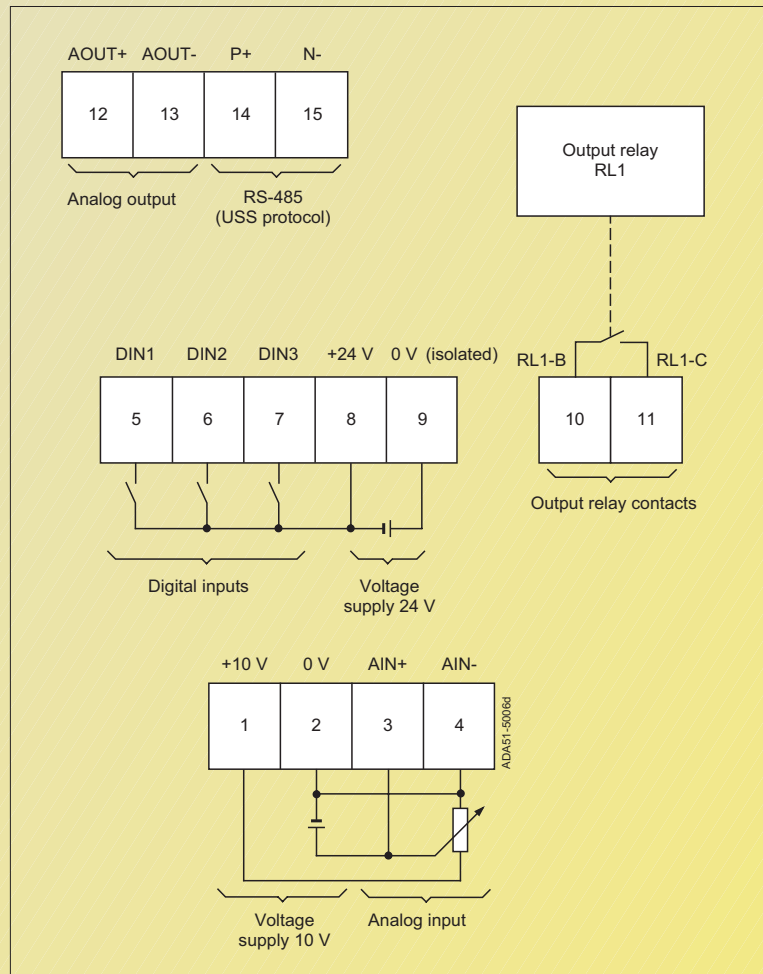 AOUT+ AOUT- P+ N-
12 13 14 15
Analog output
RS-485
(USS protocol)
Output relay
RL1
RL1-B RL1-C
10 11
Output relay contacts
DIN1 DIN2 DIN3 +24 V 0 V (isolated)
5 6 7 8 9
Digital inputs
Voltage
supply 24 V
+10 V 0 V AIN+ AIN-
1 2 3 4
ADA51-5006d
Voltage
supply 10 V
Analog input